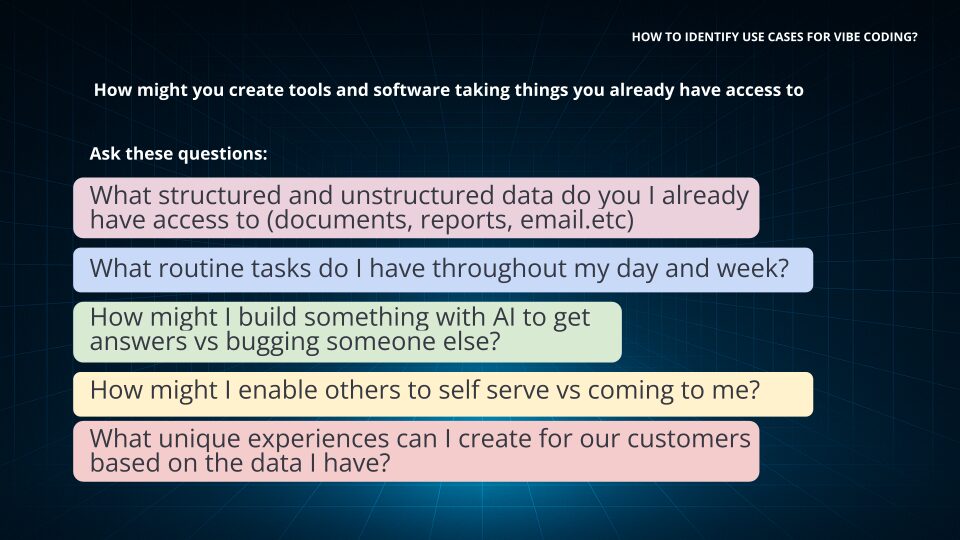 HOW TO IDENTIFY USE CASES FOR VIBE CODING?
How might you create tools and software taking things you already have access to
Ask these questions:
What structured and unstructured data do you I already
have access to (documents, reports, email.etc)
What routine tasks do I have throughout my day and week?
How might I build something with AI to get
answers vs bugging someone else?
How might I enable others to self serve vs coming to me?
What unique experiences can I create for our customers
based on the data I have?